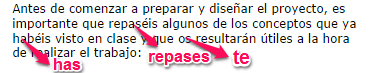 Antes de comenzar a preparar y diseñar el proyecto, es
importante que repaséis algunos de los conceptos que ya
habéis visto en clase y que os resultarán útiles a la hora
de realizar el trabajo:
has
repases
te